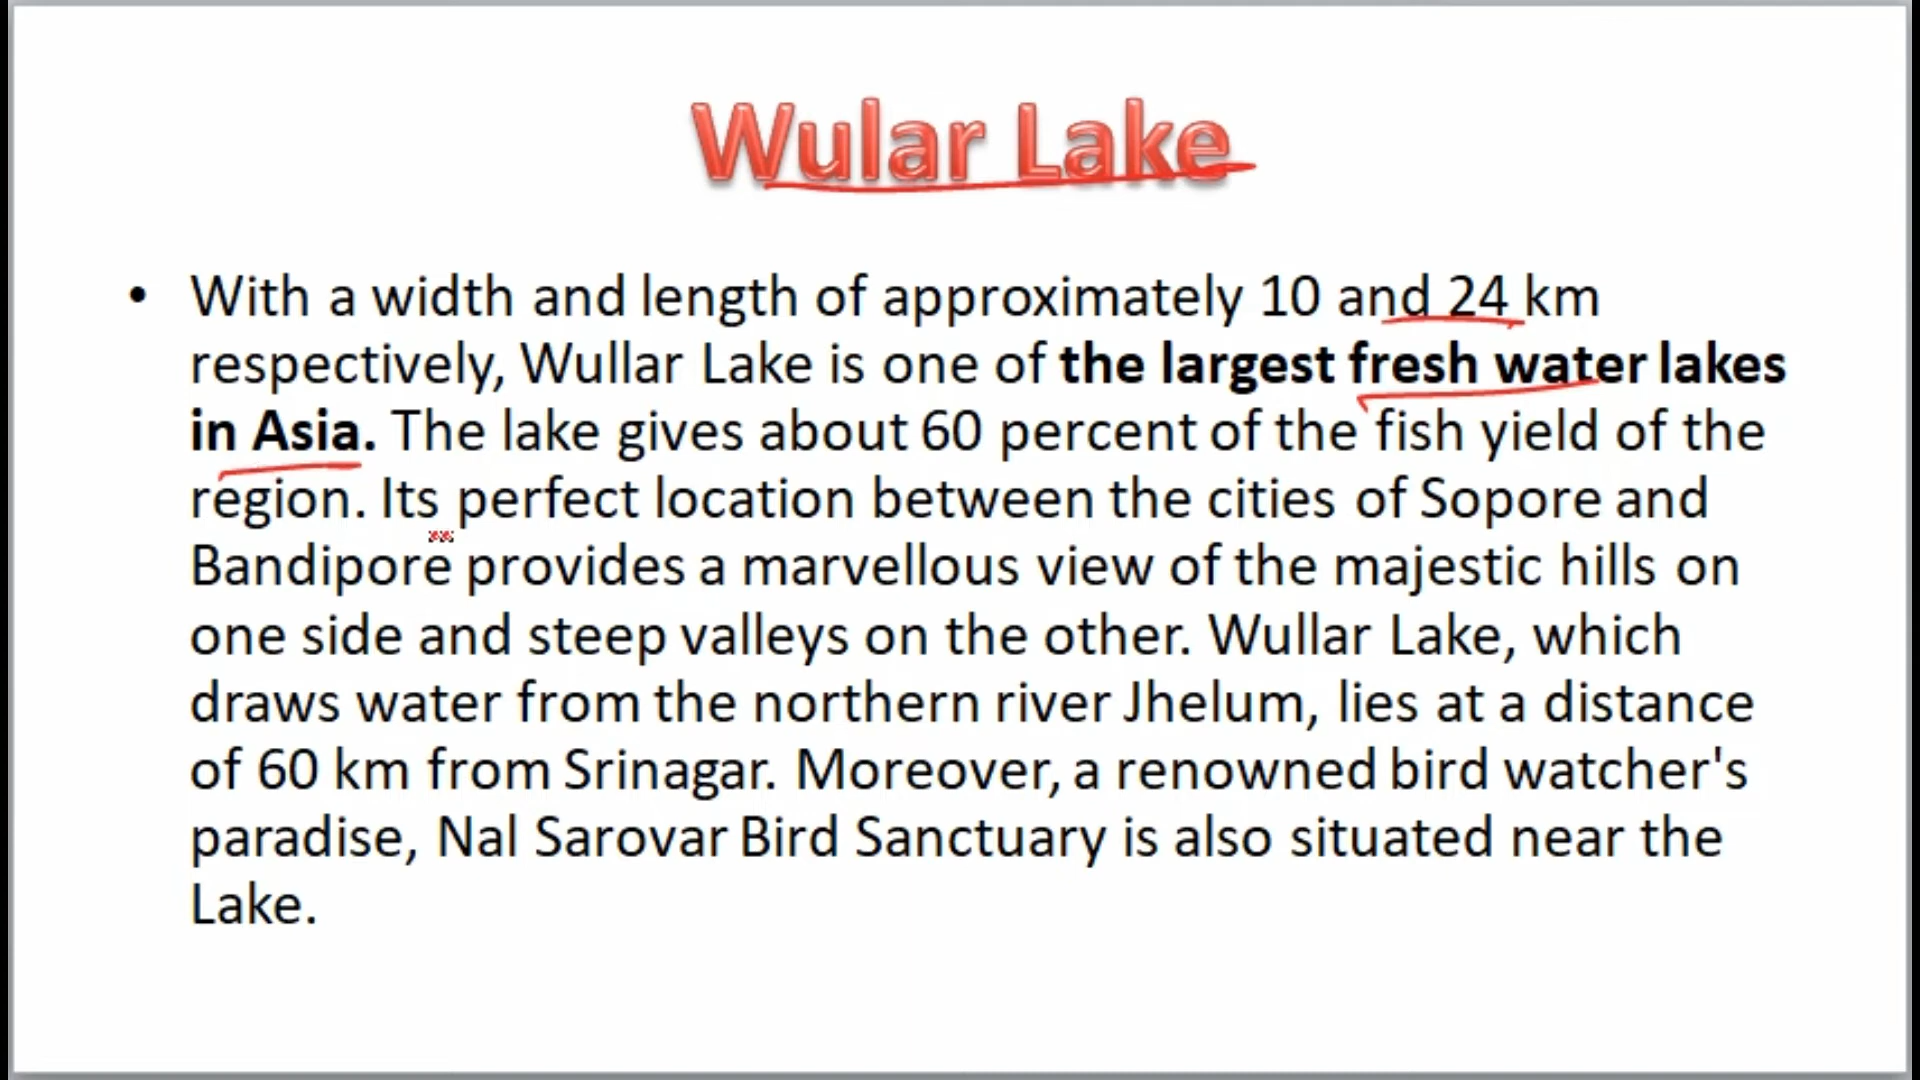 Wular Lake
• With a width and length of approximately 10 and 24 km
respectively, Wullar Lake is one of the largest fresh water lakes
in Asia. The lake gives about 60 percent of the fish yield of the
region. Its perfect location between the cities of Sopore and
Bandipore provides a marvellous view of the majestic hills on
one side and steep valleys on the other. Wullar Lake, which
draws water from the northern river Jhelum, lies at a distance
of 60 km from Srinagar. Moreover, a renowned bird watcher's
paradise, Nal Sarovar Bird Sanctuary is also situated near the
Lake.